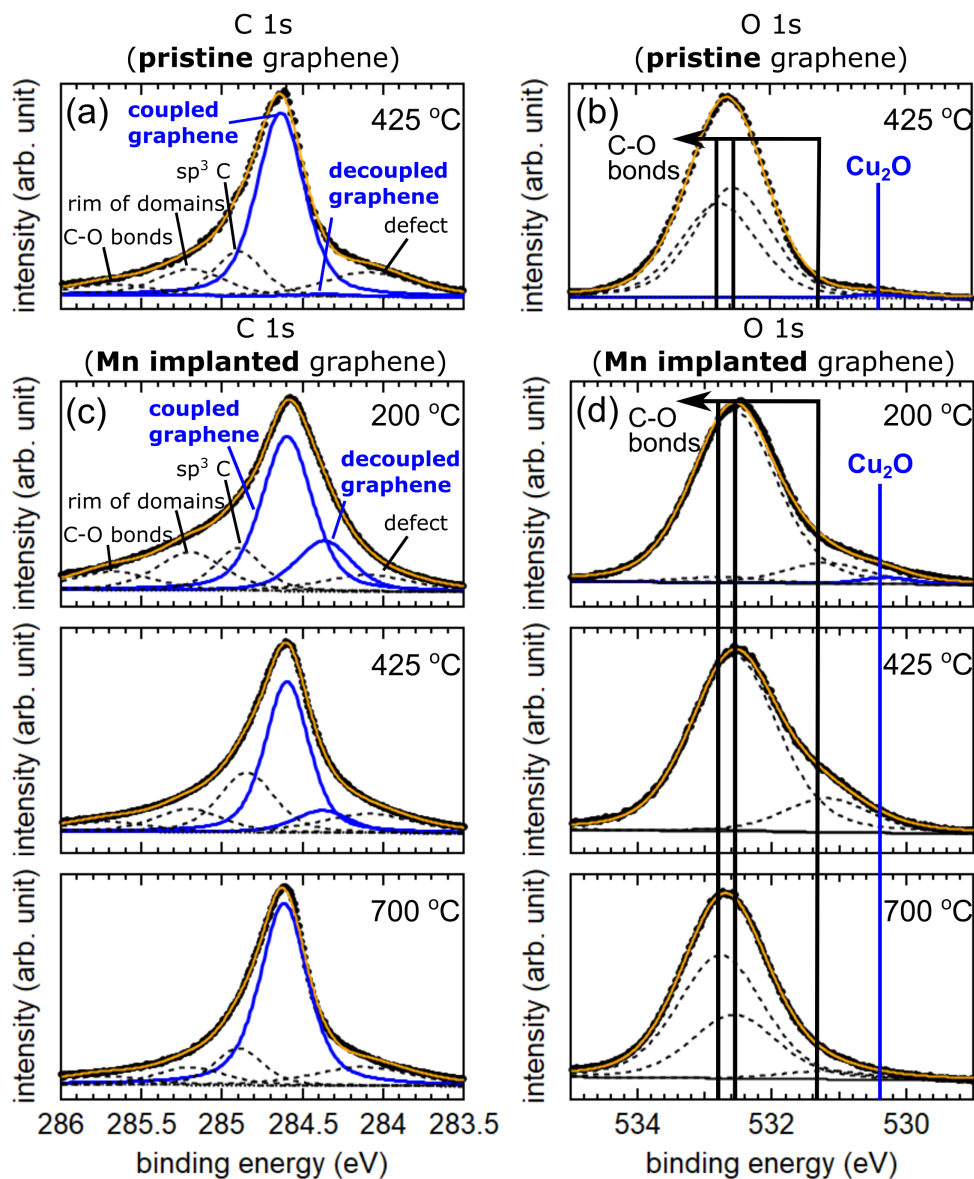 C 1s
(pristine graphene)
O 1s
(pristine graphene)
intensity (arb. unit)
(a)
coupled
graphene
425 °C
sp³ C
decoupled
graphene
rim of domains
defect
C-O bonds
intensity (arb. unit)
(b)
425 °C
C-O
bonds
Cu₂O
C 1s
(Mn implanted graphene)
O 1s
(Mn implanted graphene)
intensity (arb. unit)
(c)
200 °C
coupled
graphene
decoupled
graphene
sp³ C
rim of domains
defect
C-O bonds
intensity (arb. unit)
(d)
200 °C
C-O
bonds
Cu₂O
intensity (arb. unit)
425 °C
intensity (arb. unit)
425 °C
intensity (arb. unit)
700 °C
intensity (arb. unit)
700 °C
286 285.5 285 284.5 284 283.5
binding energy (eV)
534 532 530
binding energy (eV)